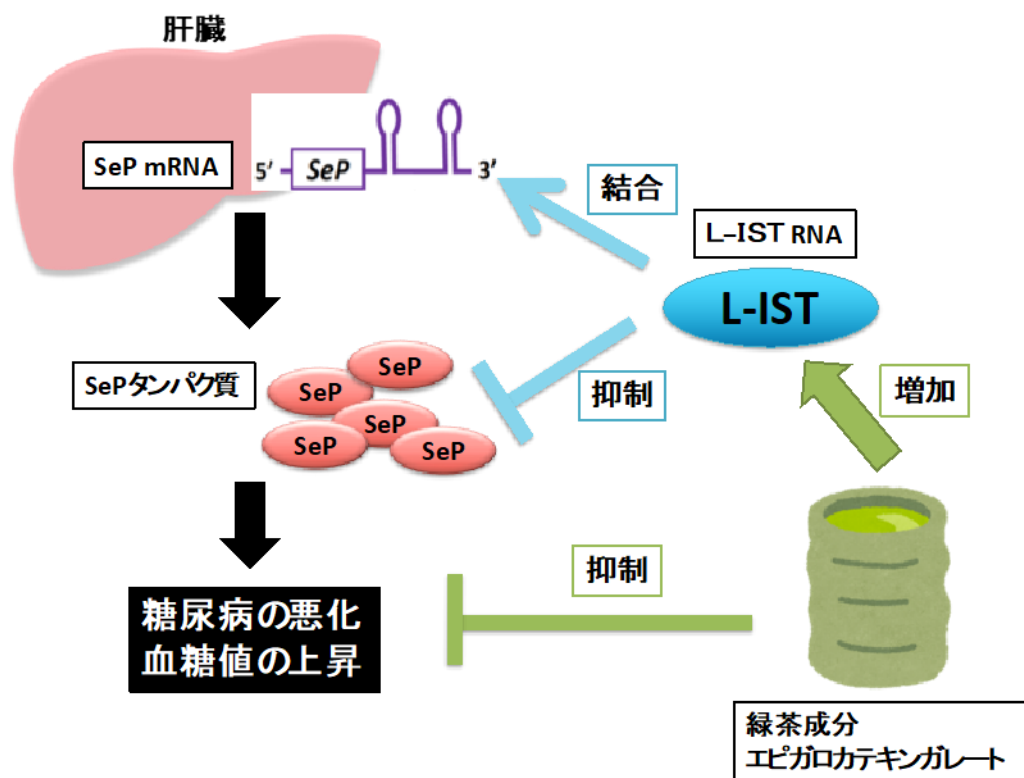 肝臓
SeP mRNA
5′ SeP 3′
結合
L-IST RNA
L-IST
SePタンパク質
SeP
SeP
SeP
SeP
SeP
抑制
増加
抑制
糖尿病の悪化
血糖値の上昇
緑茶成分
エピガロカテキンガレート